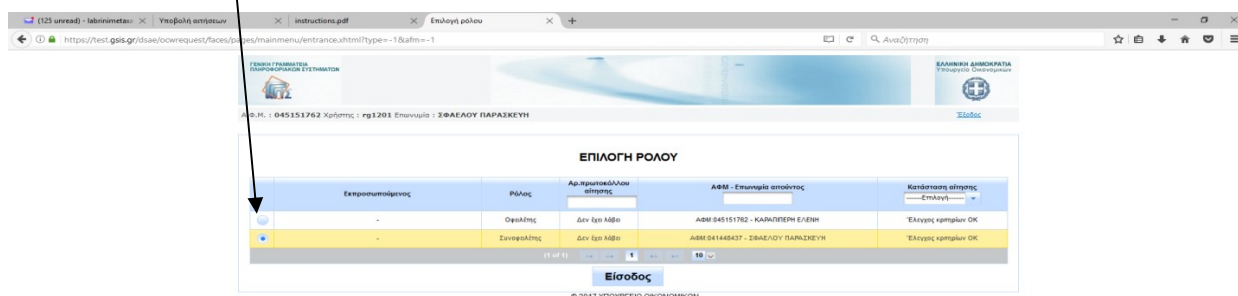 (125 unread) - labrinimetax
Υποβολή αιτήσεων
instructions.pdf
Επιλογή ρόλου
https://test.gsis.gr/dsae/ocwrequest/faces/pages/mainmenu/entrance.xhtml?type=-1&afm=-1
Αναζήτηση
ΓΕΝΙΚΗ ΓΡΑΜΜΑΤΕΙΑ
ΠΛΗΡΟΦΟΡΙΑΚΩΝ ΣΥΣΤΗΜΑΤΩΝ
ΕΛΛΗΝΙΚΗ ΔΗΜΟΚΡΑΤΙΑ
Υπουργείο Οικονομικών
Α.Φ.Μ. : 045151762 Χρήστης : rg1201 Επωνυμία : ΣΦΑΕΛΟΥ ΠΑΡΑΣΚΕΥΗ
Έξοδος
ΕΠΙΛΟΓΗ ΡΟΛΟΥ
Εκπροσωπούμενος Ρόλος Αρ.πρωτοκόλλου αίτησης ΑΦΜ - Επωνυμία αιτούντος Κατάσταση αίτησης
------Επιλογή------
- Οφειλέτης Δεν έχει λάβει ΑΦΜ:045151762 - ΚΑΡΑΠΙΠΕΡΗ ΕΛΕΝΗ Έλεγχος κριτηρίων ΟΚ
- Συνοφειλέτης Δεν έχει λάβει ΑΦΜ:041448437 - ΣΦΑΕΛΟΥ ΠΑΡΑΣΚΕΥΗ Έλεγχος κριτηρίων ΟΚ
(1 of 1) 1 10
Είσοδος
© 2017 ΥΠΟΥΡΓΕΙΟ ΟΙΚΟΝΟΜΙΚΩΝ